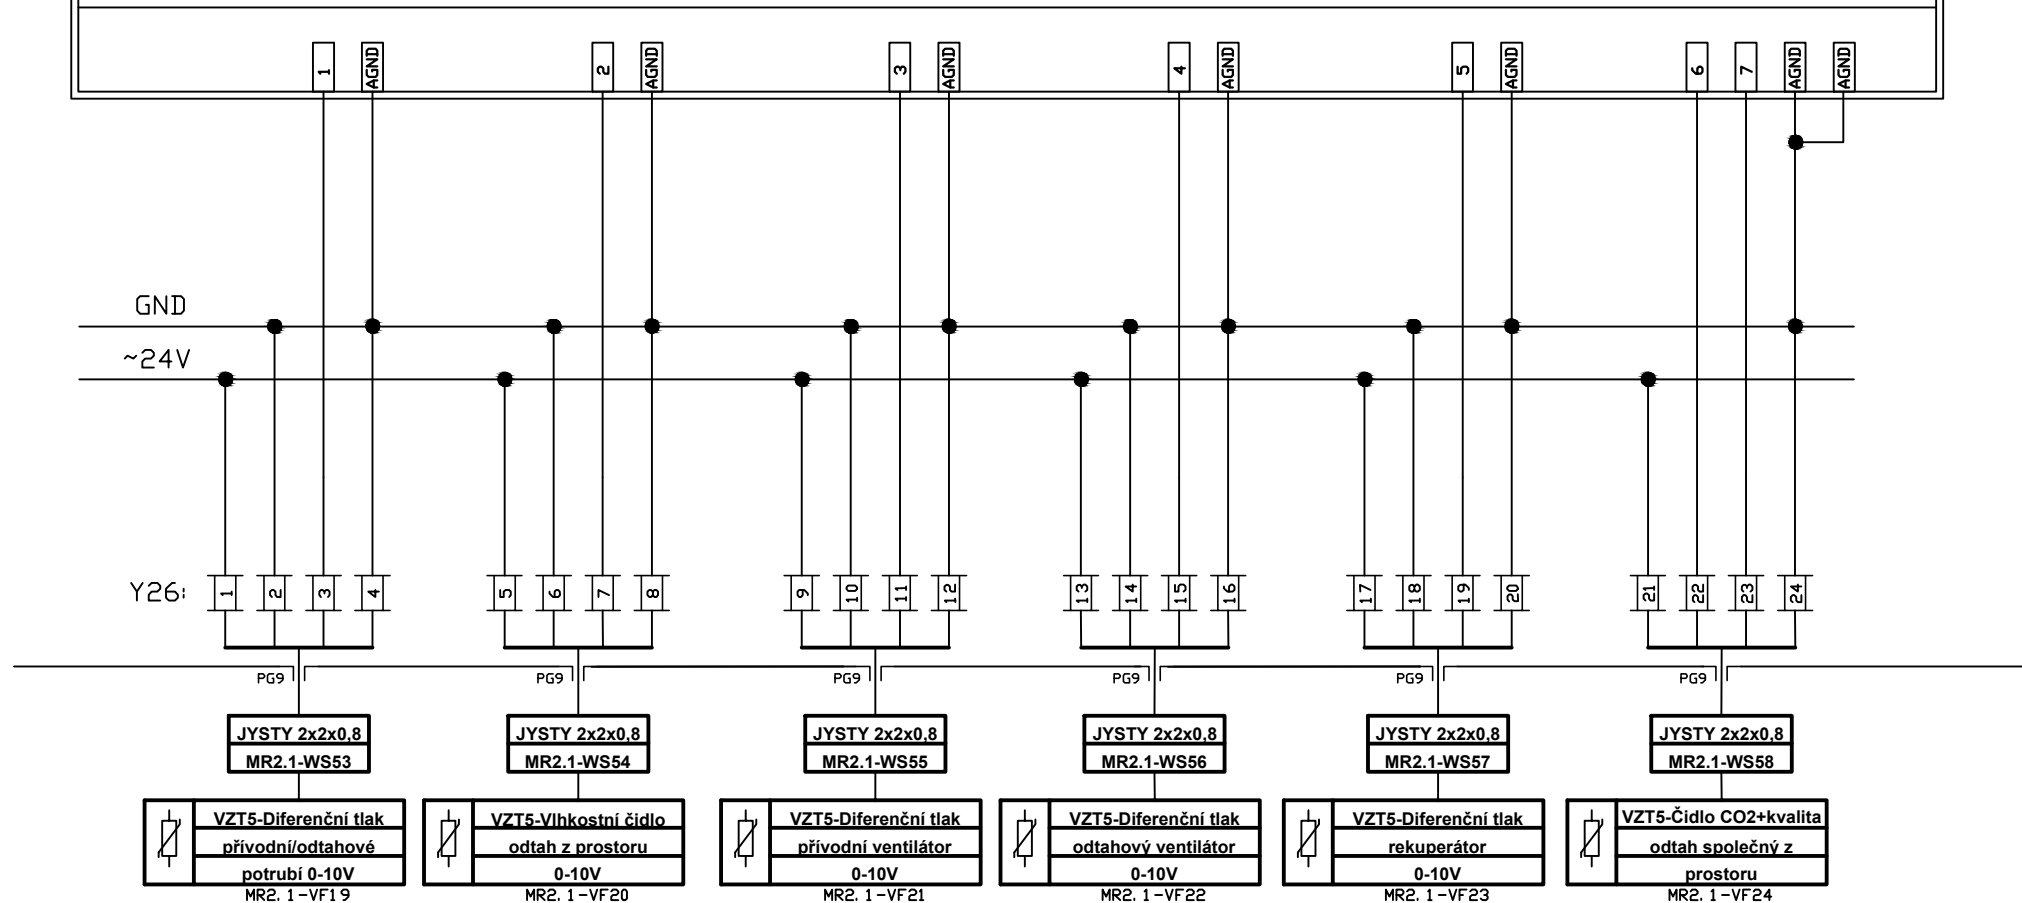 1 AGND 2 AGND 3 AGND 4 AGND 5 AGND 6 7 AGND AGND
GND
~24V
Y26: 1 2 3 4 5 6 7 8 9 10 11 12 13 14 15 16 17 18 19 20 21 22 23 24
PG9 PG9 PG9 PG9 PG9 PG9
JYSTY 2x2x0,8 JYSTY 2x2x0,8 JYSTY 2x2x0,8 JYSTY 2x2x0,8 JYSTY 2x2x0,8 JYSTY 2x2x0,8
MR2.1-WS53 MR2.1-WS54 MR2.1-WS55 MR2.1-WS56 MR2.1-WS57 MR2.1-WS58
VZT5-Diferenční tlak VZT5-Vlhkostní čidlo VZT5-Diferenční tlak VZT5-Diferenční tlak VZT5-Diferenční tlak VZT5-Čidlo CO2+kvalita
přívodní/odtahové odtah z prostoru přívodní ventilátor odtahový ventilátor rekuperátor odtah společný z
potrubí 0-10V 0-10V 0-10V 0-10V 0-10V prostoru
MR2.1-VF19 MR2.1-VF20 MR2.1-VF21 MR2.1-VF22 MR2.1-VF23 MR2.1-VF24